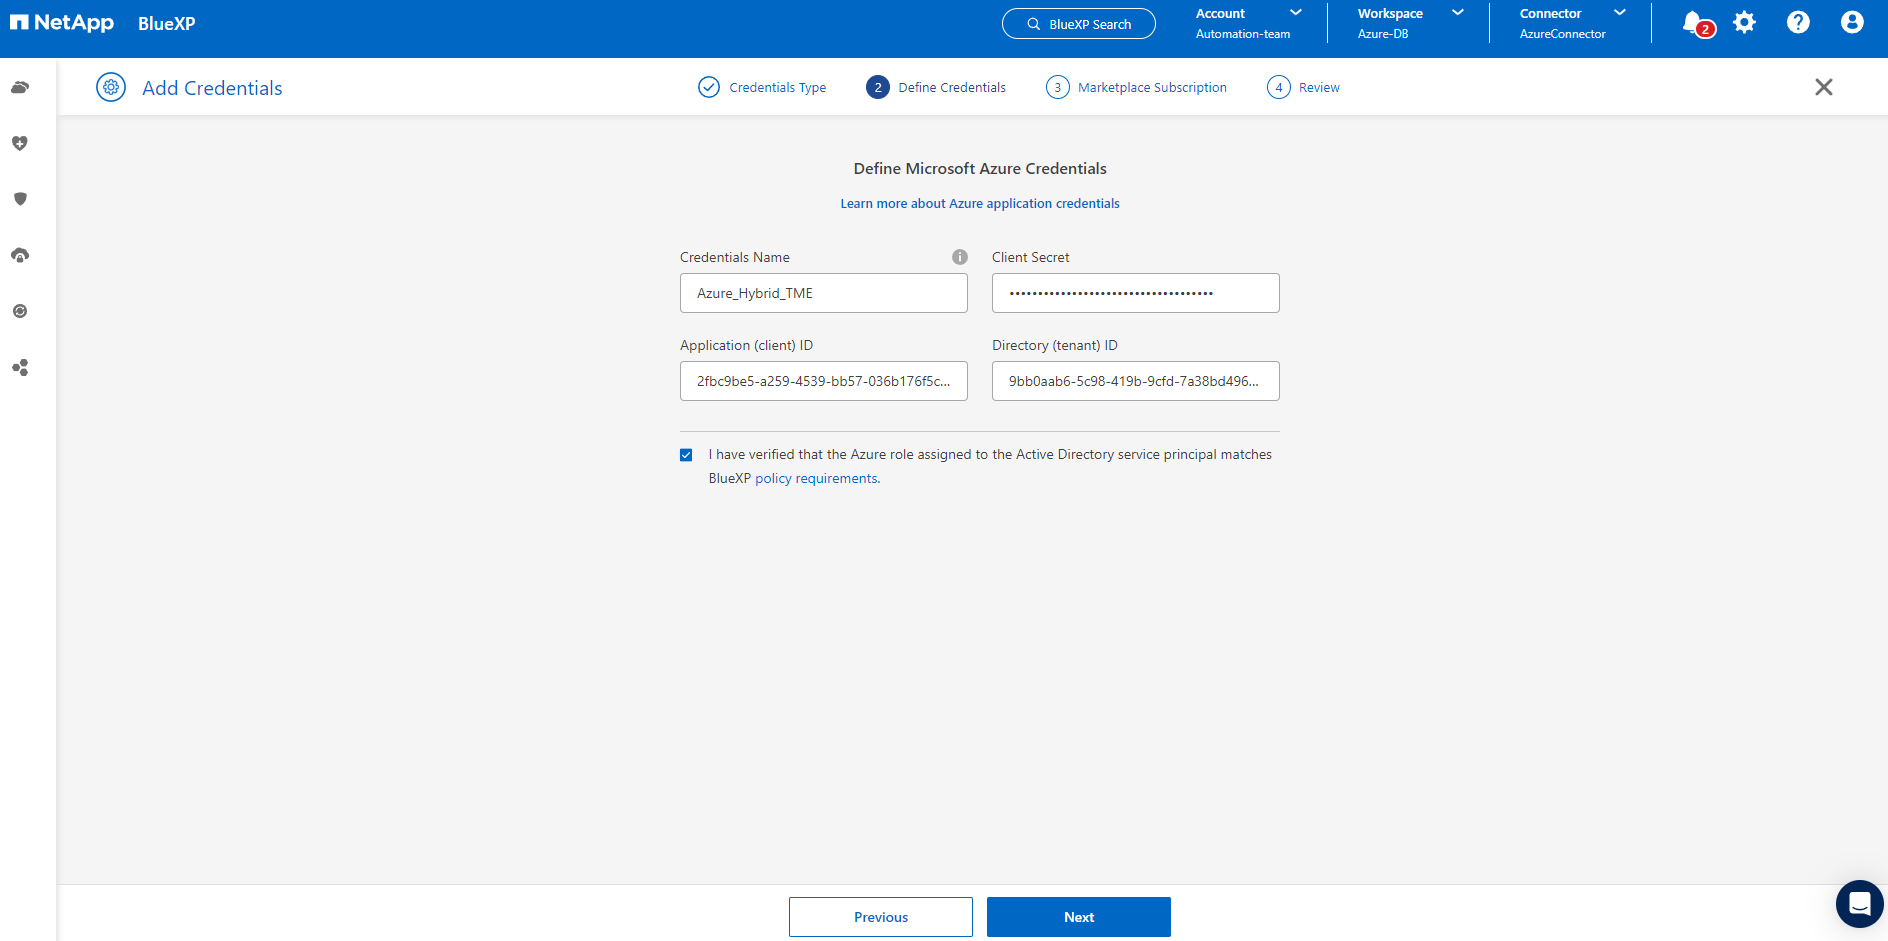 NetApp BlueXP
BlueXP Search
Account
Automation-team
Workspace
Azure-DB
Connector
AzureConnector
2
Add Credentials
Credentials Type
2 Define Credentials
3 Marketplace Subscription
4 Review
Define Microsoft Azure Credentials
Learn more about Azure application credentials
Credentials Name
Azure_Hybrid_TME
Client Secret
••••••••••••••••••••••••••••••••••••
Application (client) ID
2fbc9be5-a259-4539-bb57-036b176f5c...
Directory (tenant) ID
9bb0aab6-5c98-419b-9cfd-7a38bd496...
I have verified that the Azure role assigned to the Active Directory service principal matches
BlueXP policy requirements.
Previous
Next